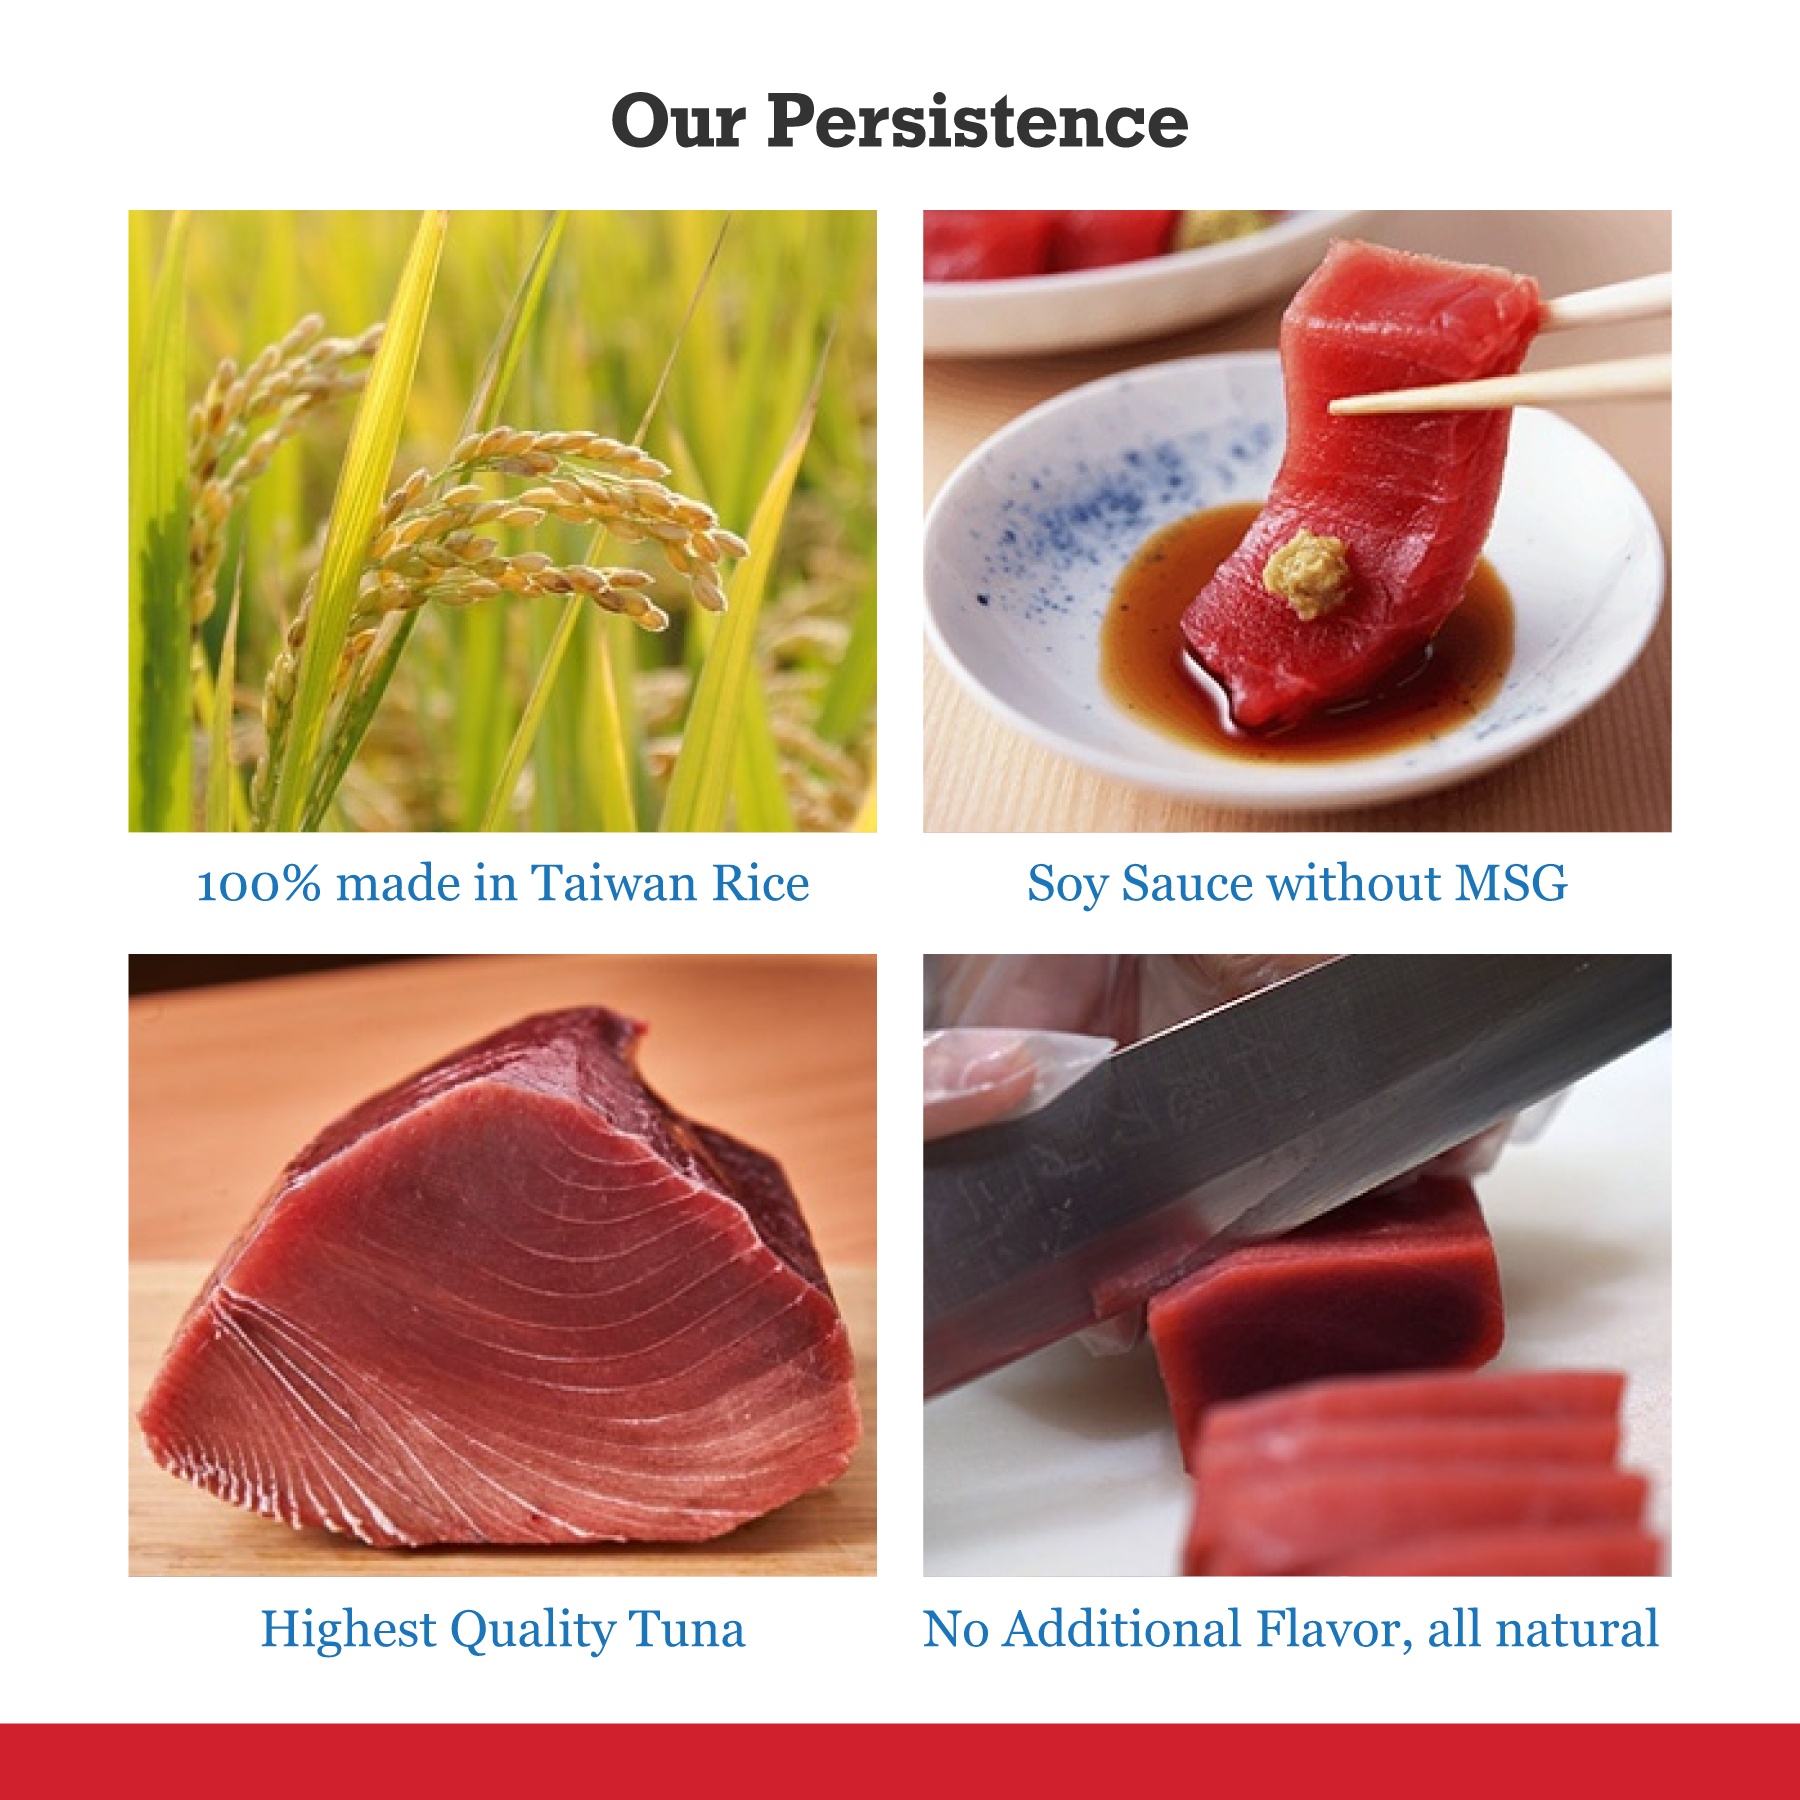 Our Persistence
100% made in Taiwan Rice
Soy Sauce without MSG
Highest Quality Tuna
No Additional Flavor, all natural